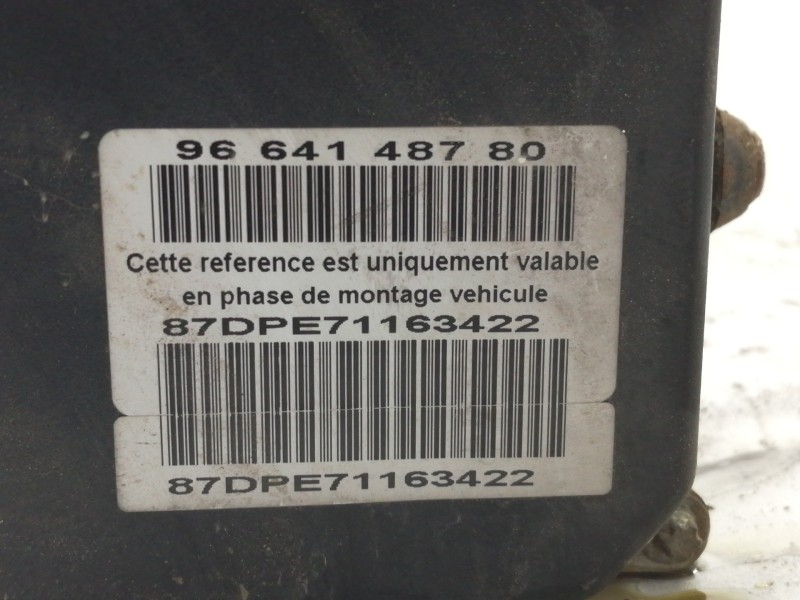 96 641 487 80
Cette reference est uniquement valable
en phase de montage vehicule
87DPE71163422
87DPE71163422